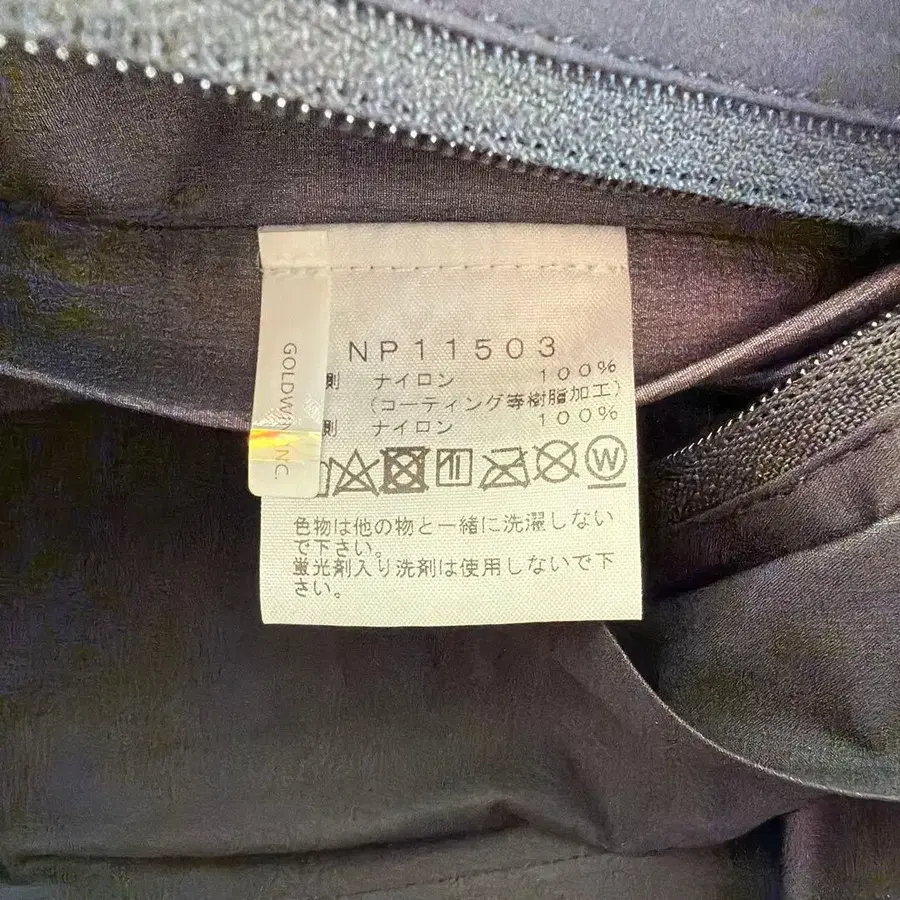 GOLDWIN INC.
NP11503
側 ナイロン 100%
(コーティング等樹脂加工)
側 ナイロン 100%
W
色物は他の物と一緒に洗濯しない
で下さい。
蛍光剤入り洗剤は使用しないで下
さい。